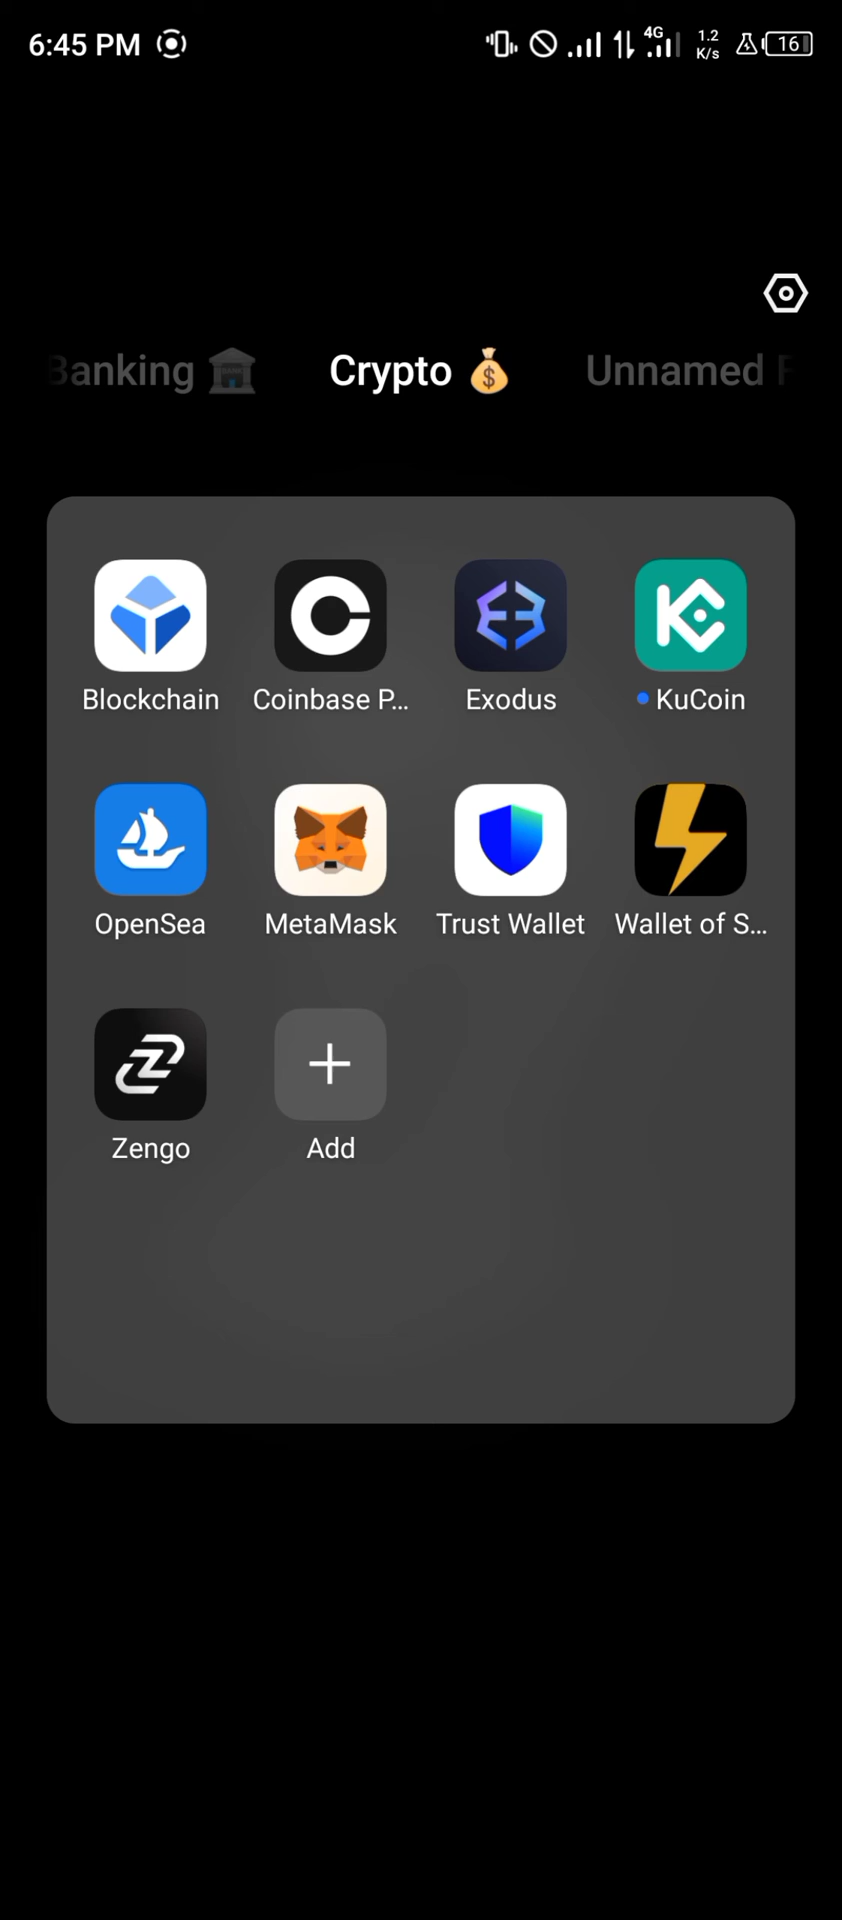 6:45 PM
4G
1.2
K/s
16
Banking
Crypto
Unnamed F
Blockchain
Coinbase P...
Exodus
KuCoin
OpenSea
MetaMask
Trust Wallet
Wallet of S...
Zengo
Add